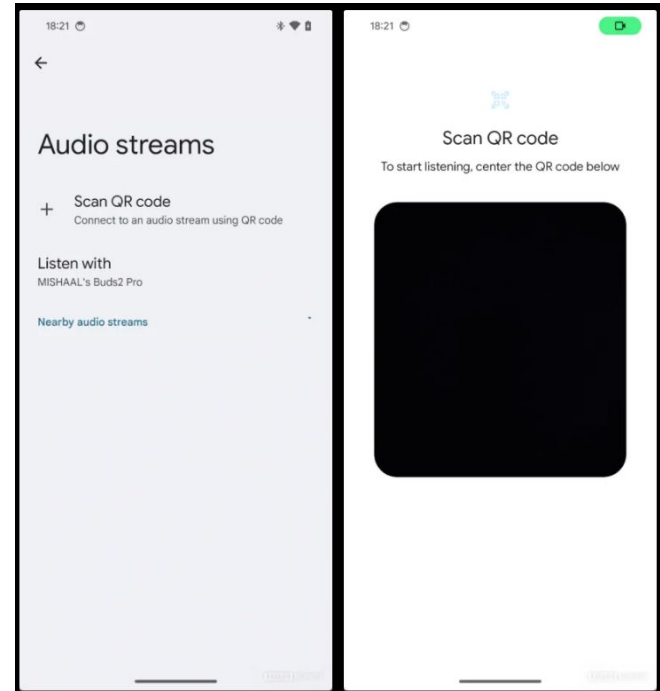 18:21
Audio streams
Scan QR code
Connect to an audio stream using QR code
Listen with
MISHAAL's Buds2 Pro
Nearby audio streams
18:21
Scan QR code
To start listening, center the QR code below